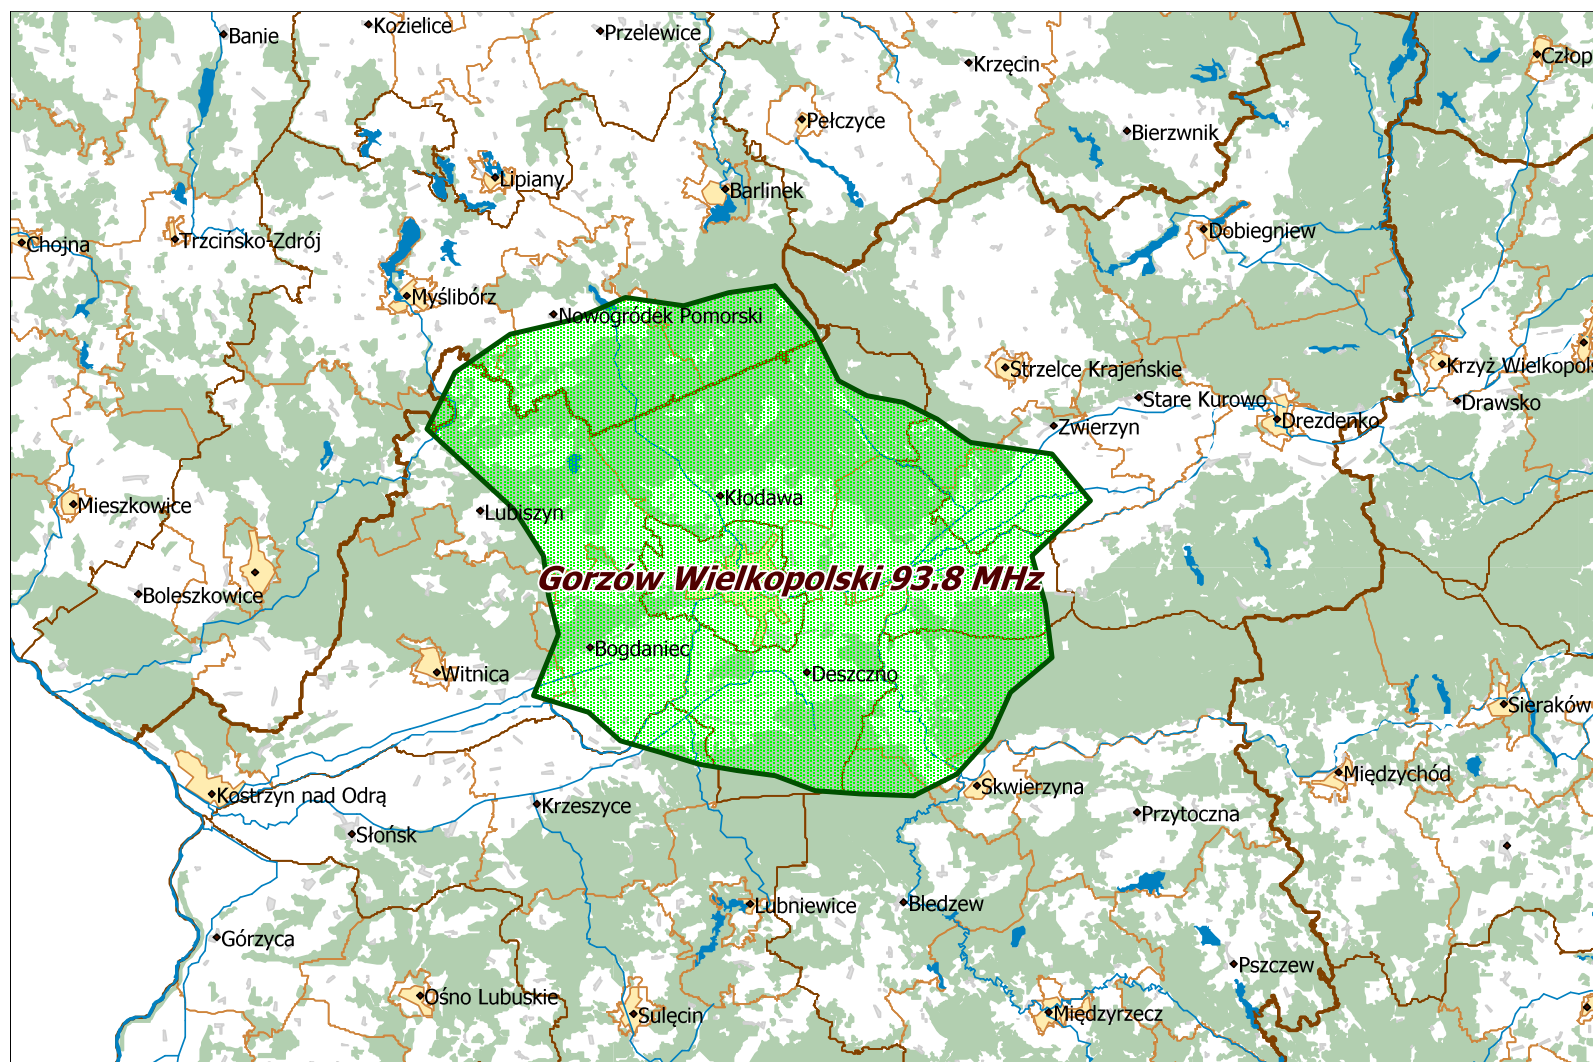 Banie
Kozielice
Przelewice
Krzęcin
Człop
Pełczyce
Bierzwnik
Lipiany
Barlinek
Chojna
Trzcińsko-Zdrój
Dobiegniew
Myślibórz
Nowogródek Pomorski
Strzelce Krajeńskie
Krzyż Wielkopols
Stare Kurowo
Drawsko
Zwierzyn
Drezdenko
Mieszkowice
Kłodawa
Lubiszyn
Gorzów Wielkopolski 93.8 MHz
Boleszkowice
Bogdaniec
Witnica
Deszczno
Sieraków
Kostrzyn nad Odrą
Krzeszyce
Skwierzyna
Międzychód
Przytoczna
Słońsk
Lubniewice
Bledzew
Górzyca
Pszczew
Ośno Lubuskie
Sulęcin
Międzyrzecz